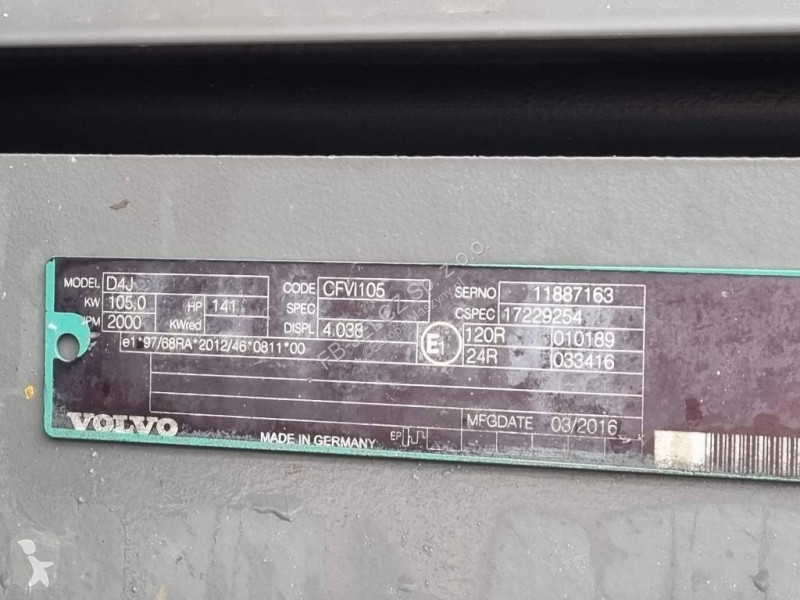 MODEL D4J CODE CFVI105 SERNO 11887163
KW 105,0 HP 141 SPEC CSPEC 17229254
RPM 2000 KWred DISPL 4.038 E1 120R 010189
e1*97/68RA*2012/46*0811*00 24R 033416
MFGDATE 03/2016
VOLVO MADE IN GERMANY EP